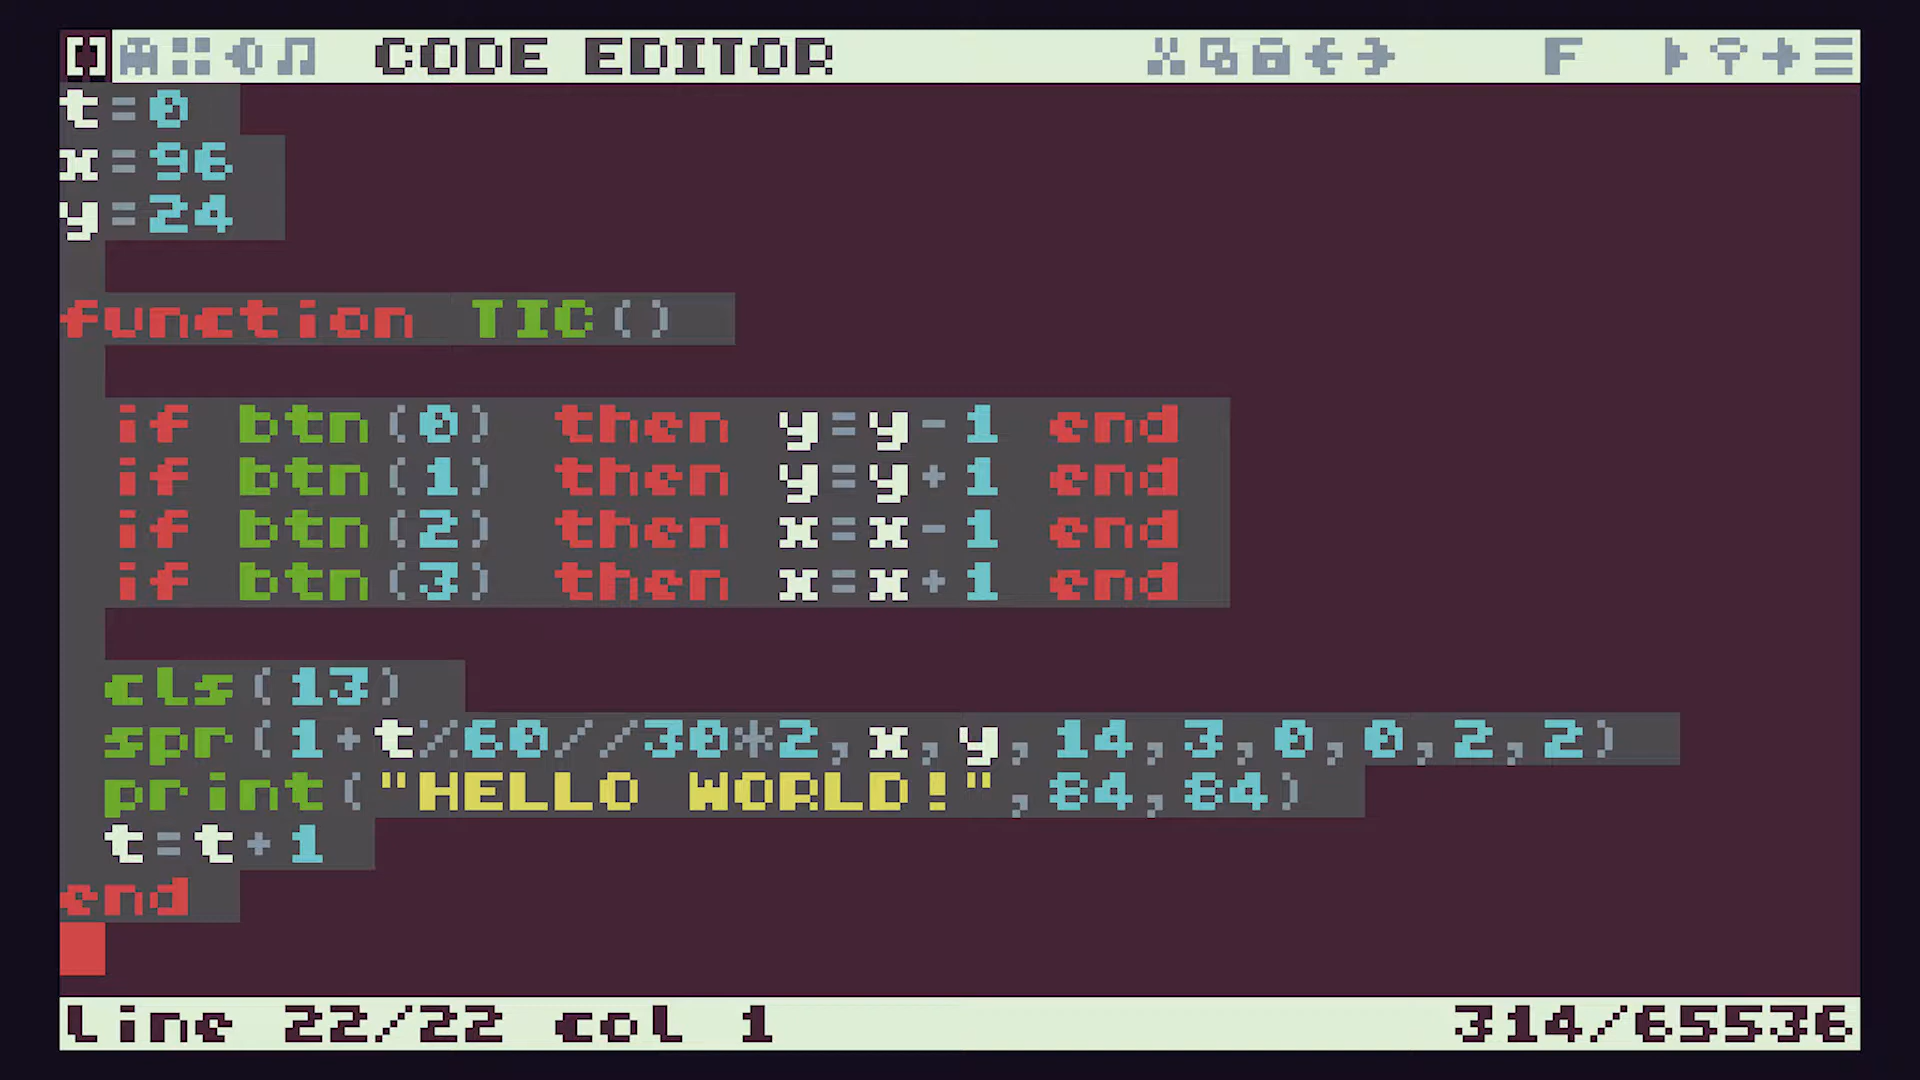 CODE EDITOR F
t=0
x=96
y=24
function TIC()
if btn(0) then y=y-1 end
if btn(1) then y=y+1 end
if btn(2) then x=x-1 end
if btn(3) then x=x+1 end
cls(13)
spr(1+t%60//30*2,x,y,14,3,0,0,2,2)
print("HELLO WORLD!",84,84)
t=t+1
end
line 22/22 col 1 314/65536